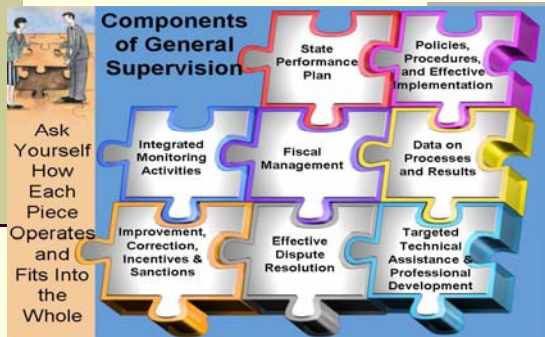 Components
of General
Supervision
State
Performance
Plan
Policies,
Procedures,
and Effective
Implementation
Ask
Yourself
How
Each
Piece
Operates
and
Fits Into
the
Whole
Integrated
Monitoring
Activities
Fiscal
Management
Data on
Processes
and Results
Improvement,
Correction,
Incentives &
Sanctions
Effective
Dispute
Resolution
Targeted
Technical
Assistance &
Professional
Development